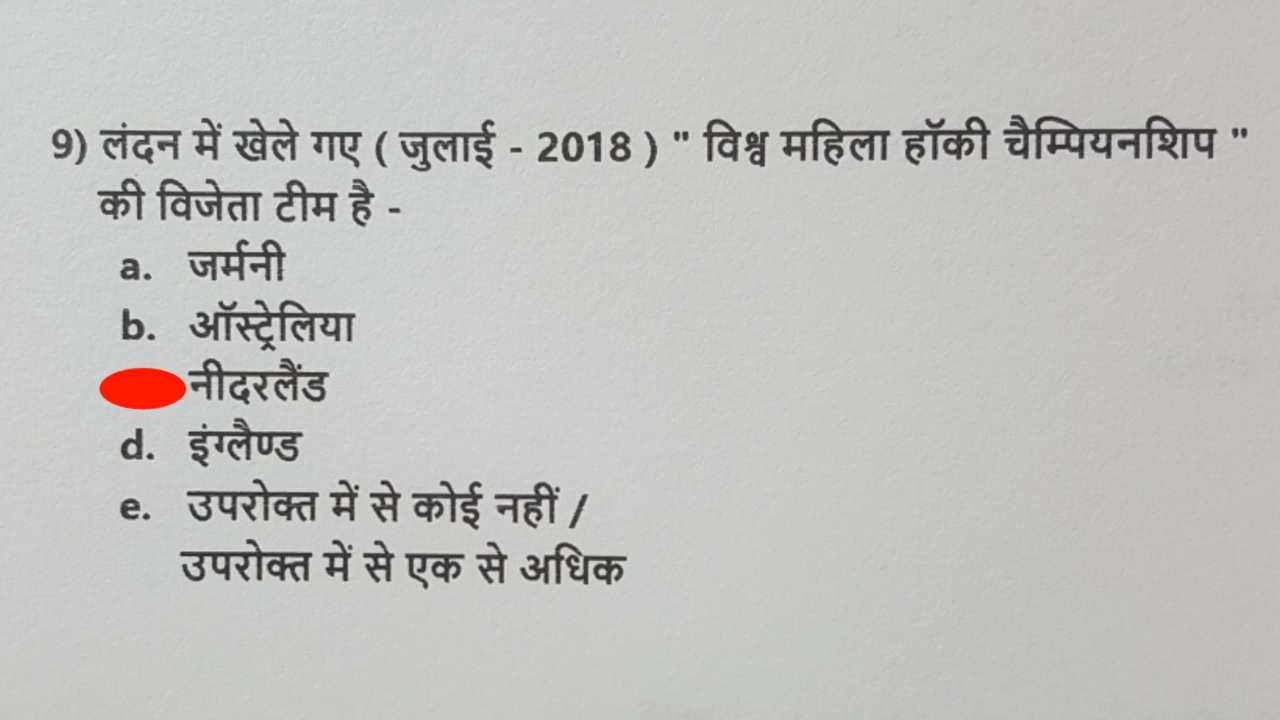 9) लंदन में खेले गए ( जुलाई - 2018 ) " विश्व महिला हॉकी चैम्पियनशिप "
की विजेता टीम है -
a. जर्मनी
b. ऑस्ट्रेलिया
नीदरलैंड
d. इंग्लैण्ड
e. उपरोक्त में से कोई नहीं /
उपरोक्त में से एक से अधिक